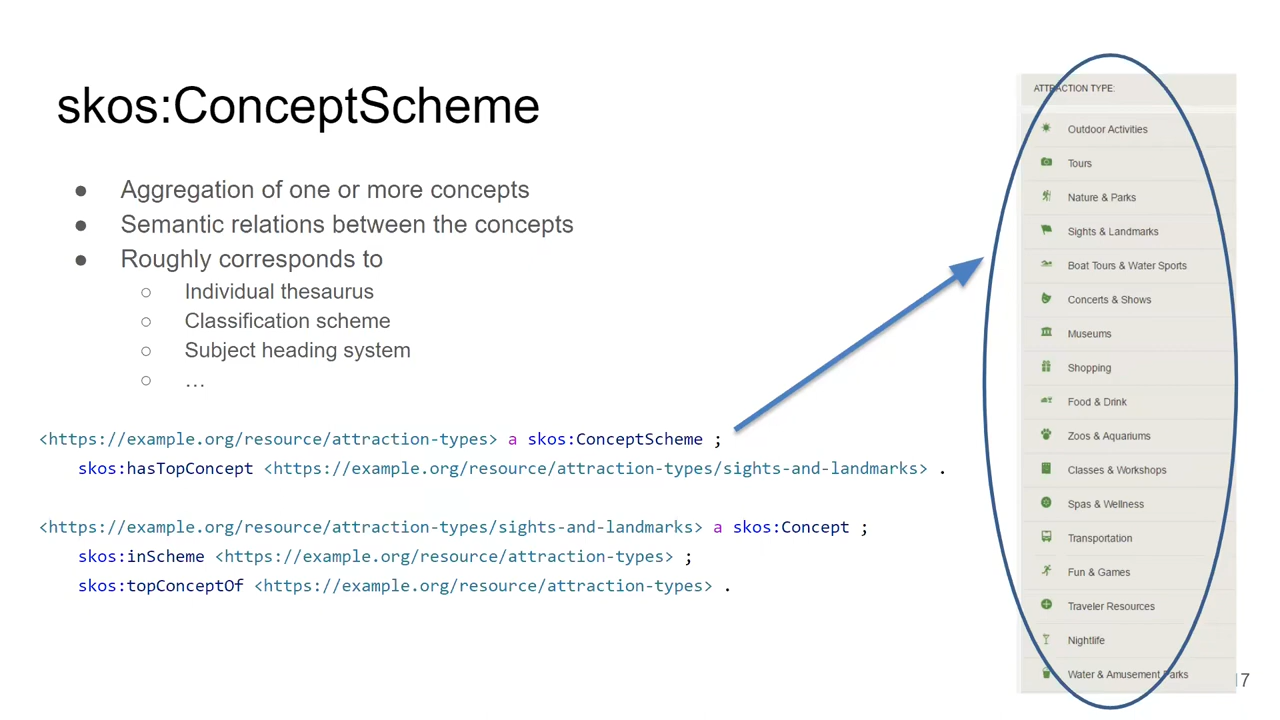 skos:ConceptScheme
● Aggregation of one or more concepts
● Semantic relations between the concepts
● Roughly corresponds to
○ Individual thesaurus
○ Classification scheme
○ Subject heading system
○ …
<https://example.org/resource/attraction-types> a skos:ConceptScheme ;
skos:hasTopConcept <https://example.org/resource/attraction-types/sights-and-landmarks> .
<https://example.org/resource/attraction-types/sights-and-landmarks> a skos:Concept ;
skos:inScheme <https://example.org/resource/attraction-types> ;
skos:topConceptOf <https://example.org/resource/attraction-types> .
ATTRACTION TYPE:
Outdoor Activities
Tours
Nature & Parks
Sights & Landmarks
Boat Tours & Water Sports
Concerts & Shows
Museums
Shopping
Food & Drink
Zoos & Aquariums
Classes & Workshops
Spas & Wellness
Transportation
Fun & Games
Traveler Resources
Nightlife
Water & Amusement Parks
17